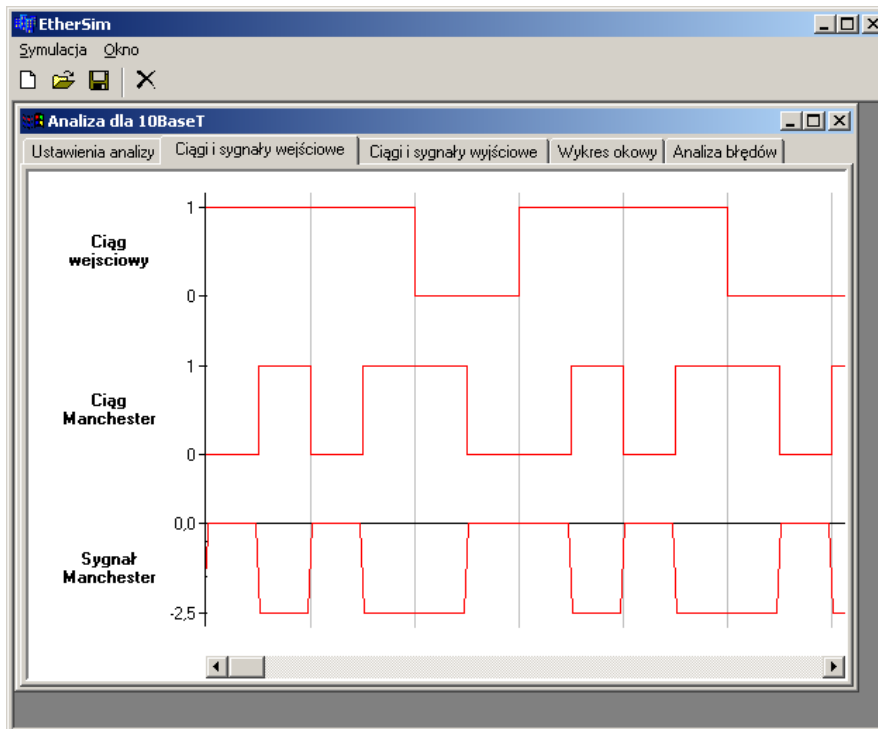 EtherSim
Symulacja Okno
Analiza dla 10BaseT
Ustawienia analizy Ciągi i sygnały wejściowe Ciągi i sygnały wyjściowe Wykres okowy Analiza błędów
1
Ciąg
wejsciowy
0
1
Ciąg
Manchester
0
0,0
Sygnał
Manchester
-2,5